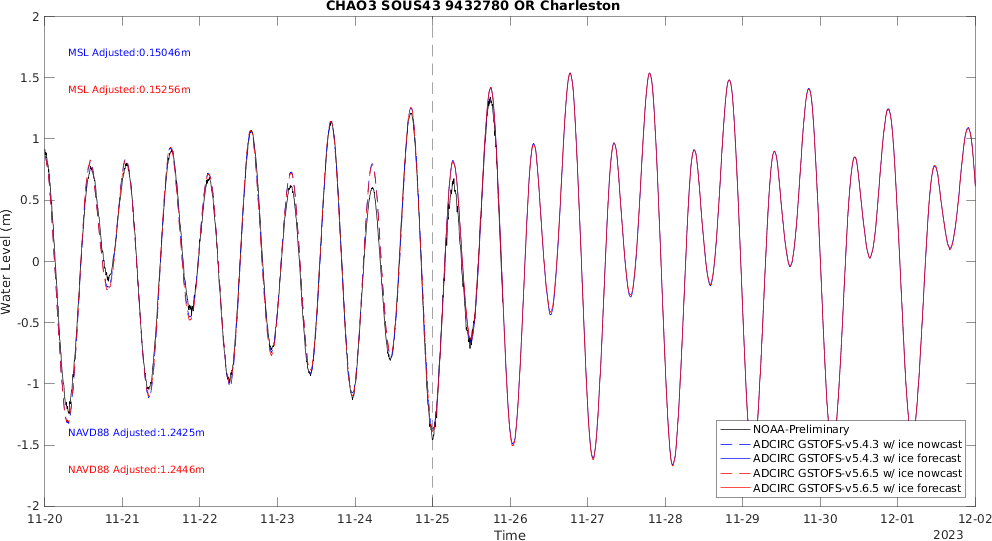 CHAO3 SOUS43 9432780 OR Charleston
2
1.5
1
0.5
0
-0.5
-1
-1.5
-2
Water Level (m)
MSL Adjusted:0.15046m
MSL Adjusted:0.15256m
NAVD88 Adjusted:1.2425m
NAVD88 Adjusted:1.2446m
NOAA-Preliminary
ADCIRC GSTOFS-v5.4.3 w/ ice nowcast
ADCIRC GSTOFS-v5.4.3 w/ ice forecast
ADCIRC GSTOFS-v5.6.5 w/ ice nowcast
ADCIRC GSTOFS-v5.6.5 w/ ice forecast
11-20 11-21 11-22 11-23 11-24 11-25 11-26 11-27 11-28 11-29 11-30 12-01 12-02
Time
2023